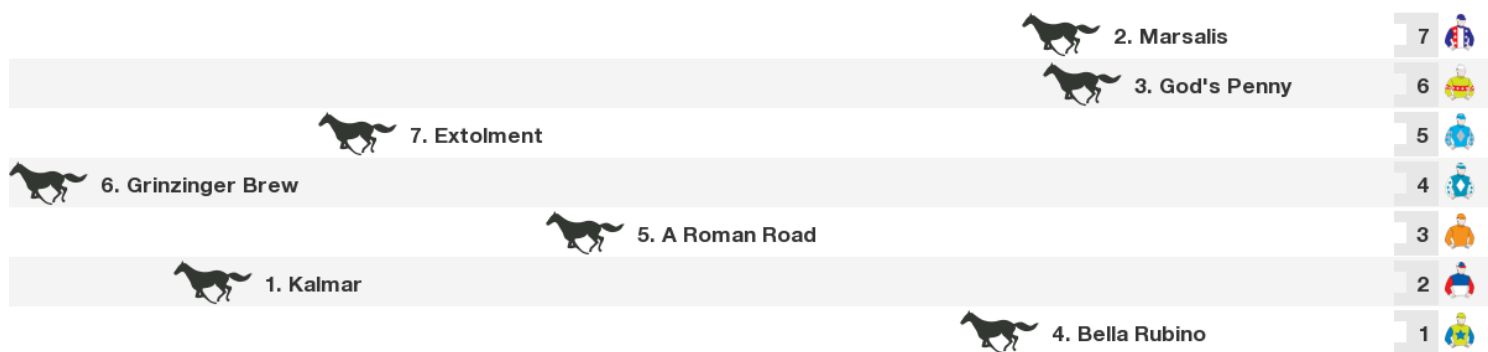 2. Marsalis 7
3. God's Penny 6
7. Extolment 5
6. Grinzinger Brew 4
5. A Roman Road 3
1. Kalmar 2
4. Bella Rubino 1